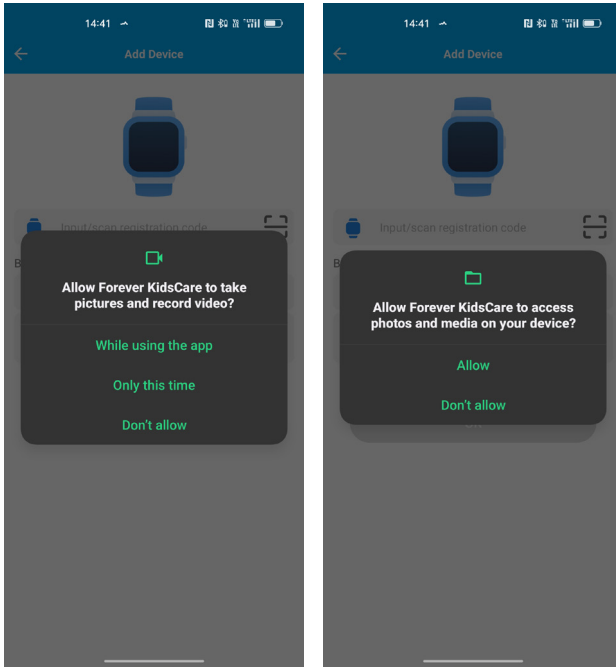 14:41
Add Device
Input/scan registration code
B
Allow Forever KidsCare to take
pictures and record video?
While using the app
Only this time
Don't allow
14:41
Add Device
Input/scan registration code
B
Allow Forever KidsCare to access
photos and media on your device?
Allow
Don't allow